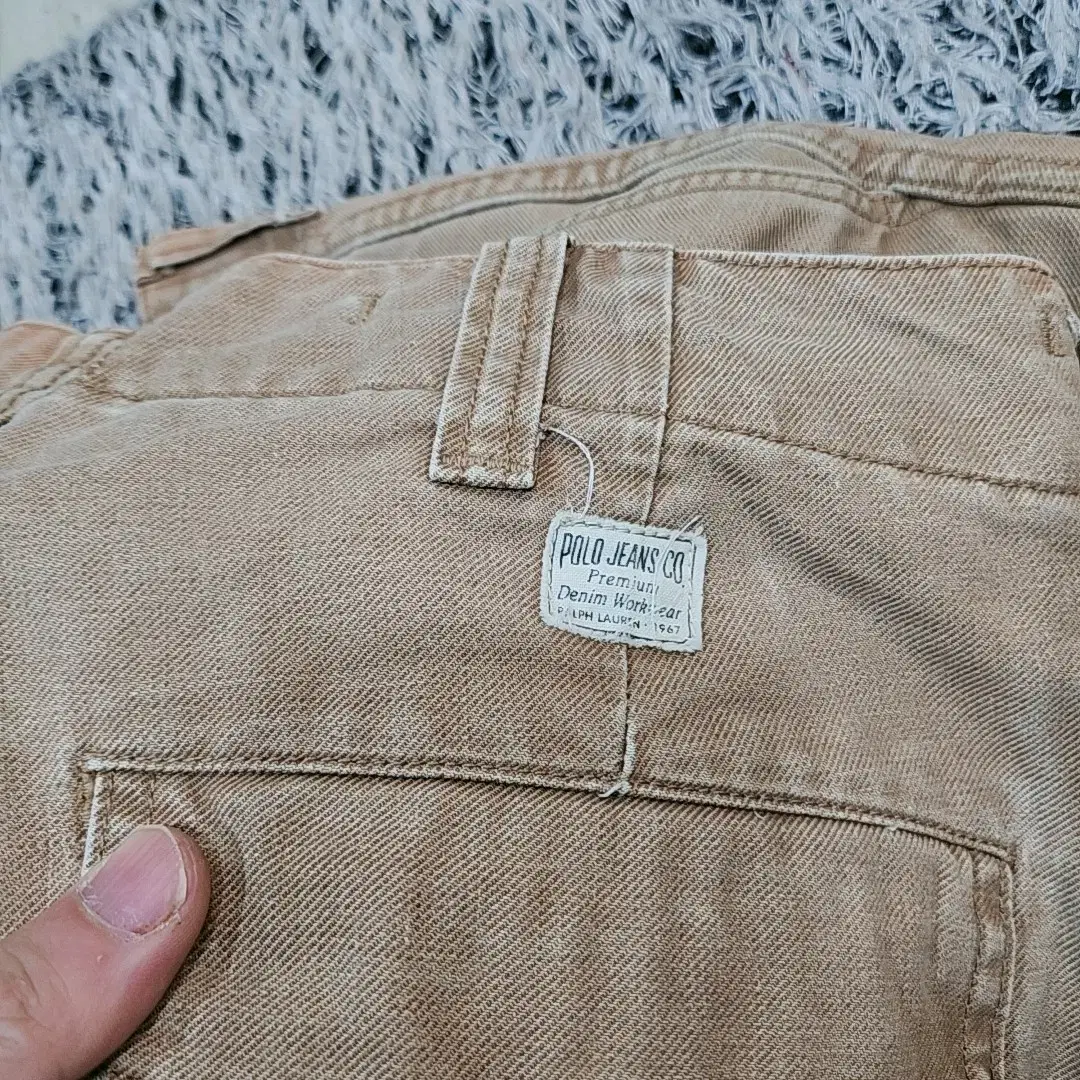 POLO JEANS CO.
Premium
Denim Workwear
RALPH LAUREN · 1967